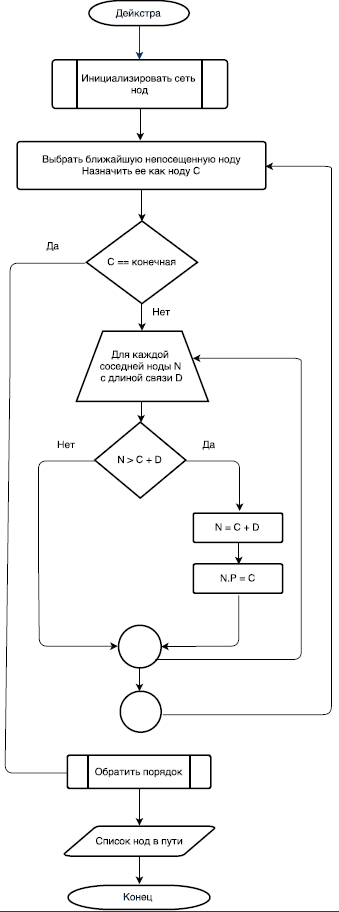 Дейкстра
Инициализировать сеть
нод
Выбрать ближайшую непосещенную ноду
Назначить ее как ноду С
Да
С == конечная
Нет
Для каждой
соседней ноды N
с длиной связи D
Нет
Да
N > C + D
N = C + D
N.P = C
Обратить порядок
Список нод в пути
Конец